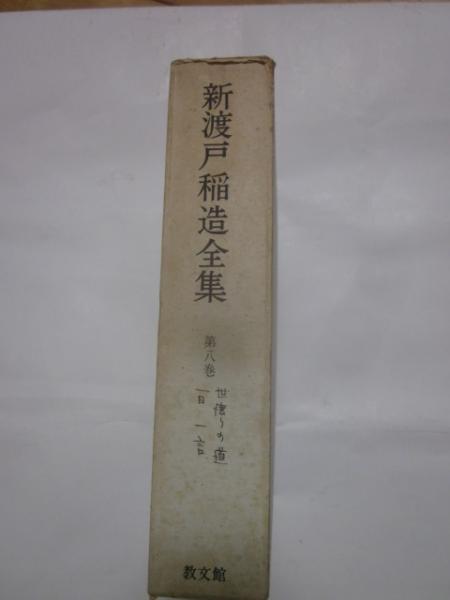 新渡戸稲造全集
第八巻
世渡りの道
一日一言
教文館